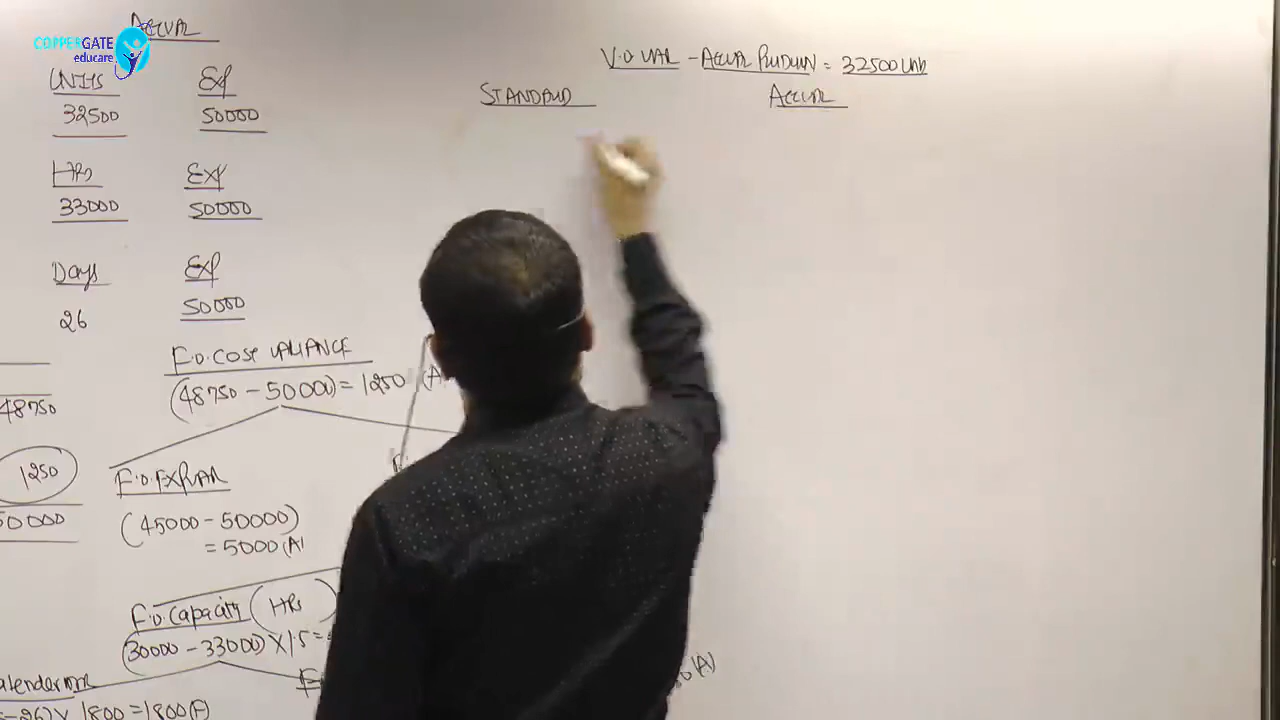 COPPERGATE
educare
ACTUAL
UNITS EXP
32500 50000
HRS EXP
33000 50000
Days EXP
26 50000
F.O. COST VARIANCE
(48750 - 50000) = 1250 (A
48750
1250
50000
F.O. EXP VAR
(45000 - 50000)
= 5000 (A)
F.O. Capacity (HRS )
(30000 - 33000) X 1.5 =
1800 = 1800 (F)
(A)
V.O VAR - ACTUAL = 32500
STANDARD ACTUAL